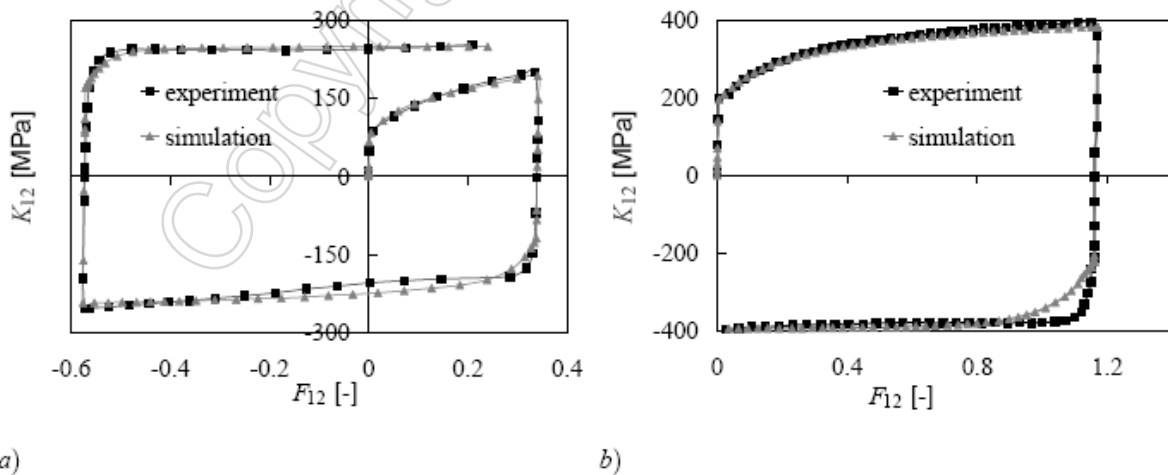 300
150
0
-150
-300
K12 [MPa]
experiment
simulation
-0.6 -0.4 -0.2 0 0.2 0.4
F12 [-]
a)
400
200
0
-200
-400
K12 [MPa]
experiment
simulation
0 0.4 0.8 1.2
F12 [-]
b)